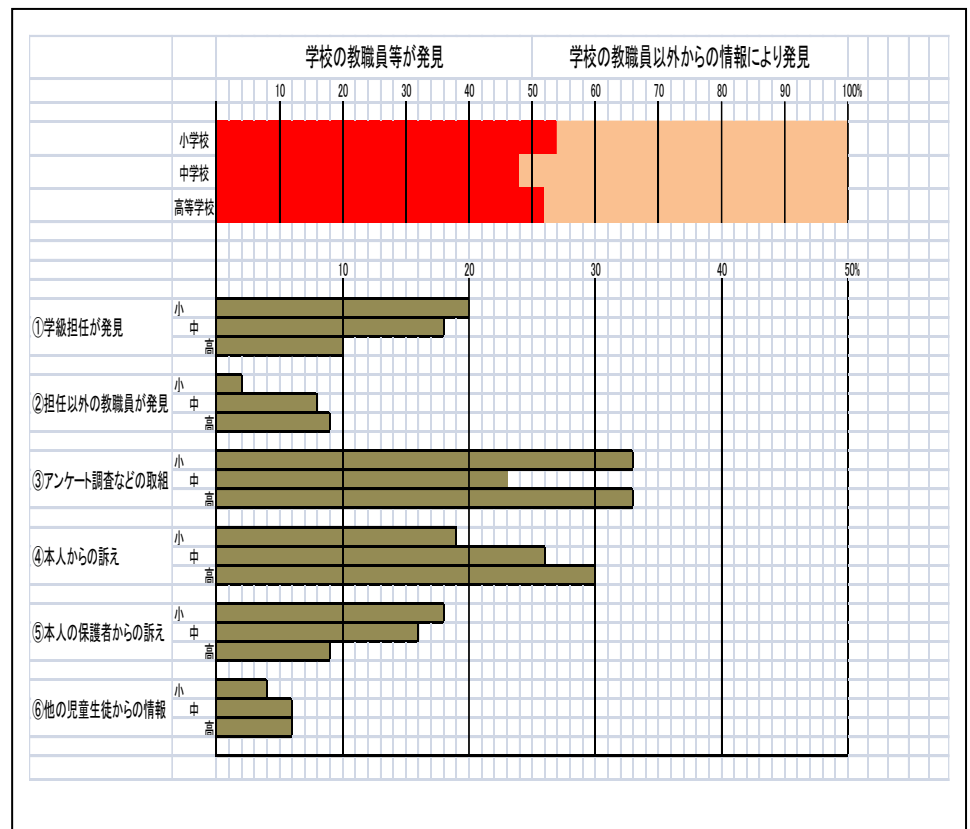 学校の教職員等が発見 学校の教職員以外からの情報により発見
10 20 30 40 50 60 70 80 90 100%
小学校
中学校
高等学校
10 20 30 40 50%
小
①学級担任が発見 中
高
小
②担任以外の教職員が発見 中
高
小
③アンケート調査などの取組 中
高
小
④本人からの訴え 中
高
小
⑤本人の保護者からの訴え 中
高
小
⑥他の児童生徒からの情報 中
高